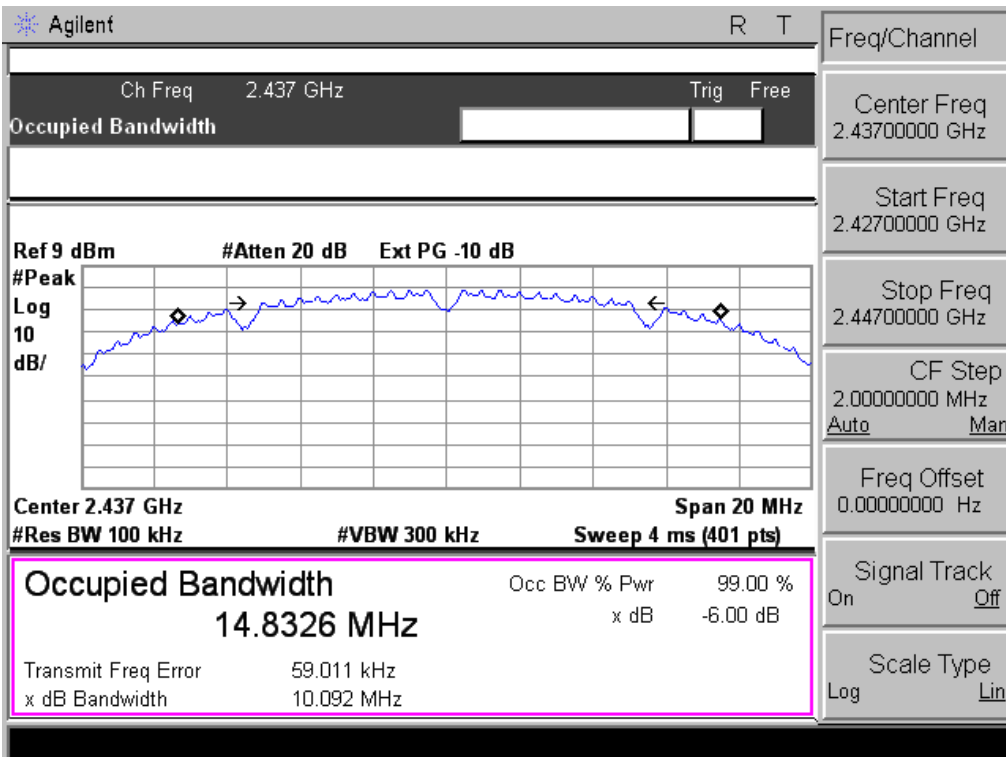 Agilent R T
Ch Freq 2.437 GHz Trig Free
Occupied Bandwidth
Ref 9 dBm #Atten 20 dB Ext PG -10 dB
#Peak
Log
10
dB/
Center 2.437 GHz Span 20 MHz
#Res BW 100 kHz #VBW 300 kHz Sweep 4 ms (401 pts)
Occupied Bandwidth
14.8326 MHz
Occ BW % Pwr 99.00 %
x dB -6.00 dB
Transmit Freq Error 59.011 kHz
x dB Bandwidth 10.092 MHz
Freq/Channel
Center Freq
2.43700000 GHz
Start Freq
2.42700000 GHz
Stop Freq
2.44700000 GHz
CF Step
2.00000000 MHz
Auto Man
Freq Offset
0.00000000 Hz
Signal Track
On Off
Scale Type
Log Lin